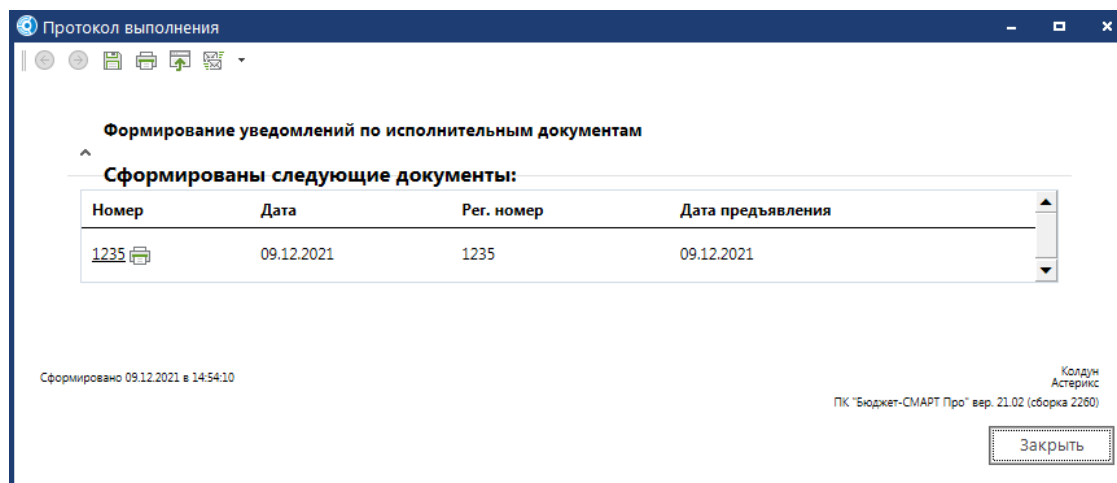 Протокол выполнения
Формирование уведомлений по исполнительным документам
Сформированы следующие документы:
Номер Дата Рег. номер Дата предъявления
1235 09.12.2021 1235 09.12.2021
Сформировано 09.12.2021 в 14:54:10
Колдун
Астерикс
ПК "Бюджет-СМАРТ Про" вер. 21.02 (сборка 2260)
Закрыть